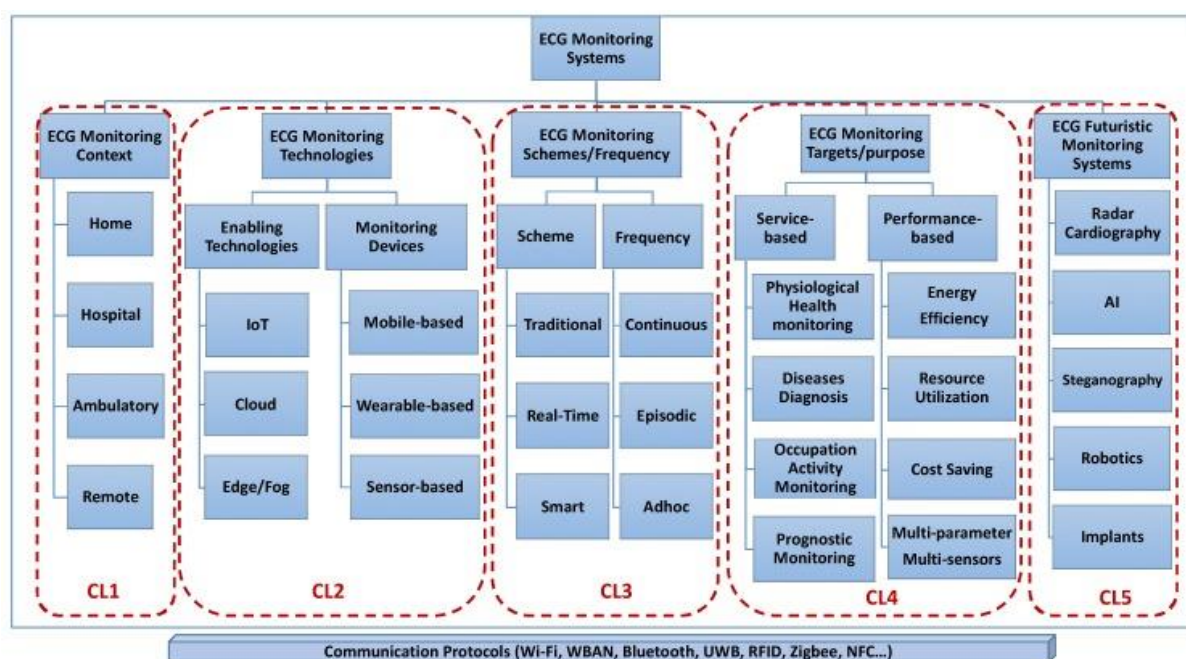 ECG Monitoring
Systems
ECG Monitoring
Context
Home
Hospital
Ambulatory
Remote
CL1
ECG Monitoring
Technologies
Enabling
Technologies
IoT
Cloud
Edge/Fog
Monitoring
Devices
Mobile-based
Wearable-based
Sensor-based
CL2
ECG Monitoring
Schemes/Frequency
Scheme
Traditional
Real-Time
Smart
Frequency
Continuous
Episodic
Adhoc
CL3
ECG Monitoring
Targets/purpose
Service-
based
Physiological
Health
monitoring
Diseases
Diagnosis
Occupation
Activity
Monitoring
Prognostic
Monitoring
Performance-
based
Energy
Efficiency
Resource
Utilization
Cost Saving
Multi-parameter
Multi-sensors
CL4
ECG Futuristic
Monitoring
Systems
Radar
Cardiography
AI
Steganography
Robotics
Implants
CL5
Communication Protocols (Wi-Fi, WBAN, Bluetooth, UWB, RFID, Zigbee, NFC...)